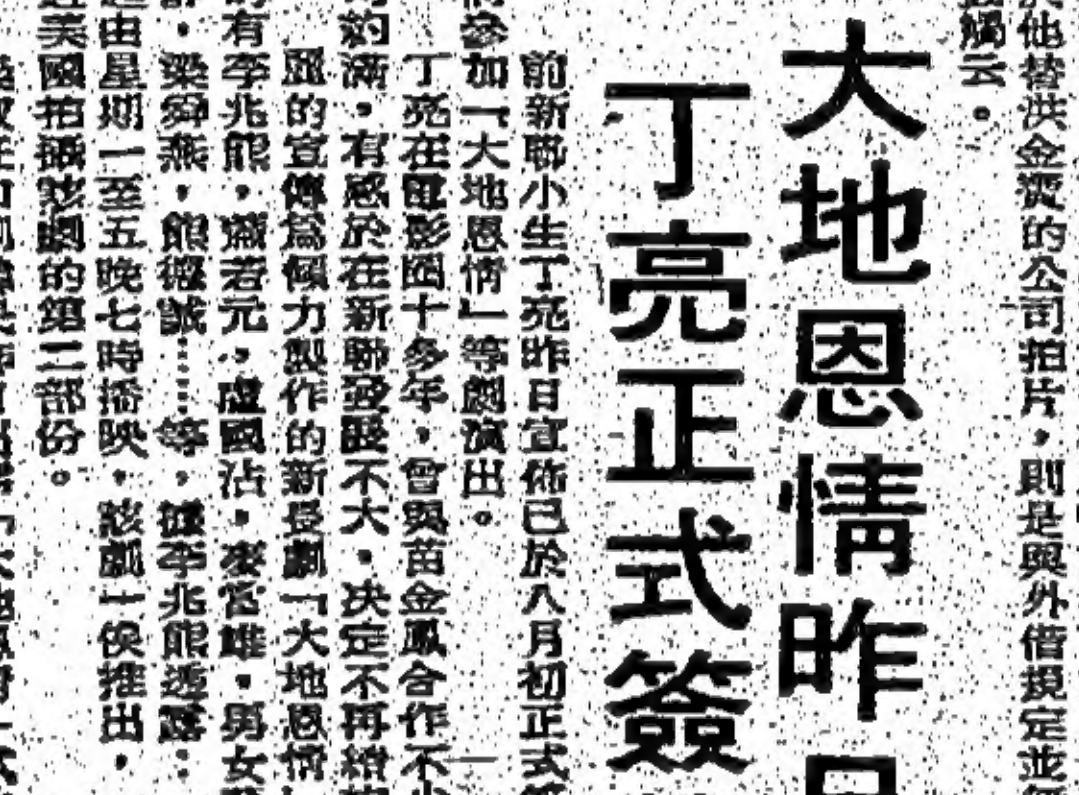 他替洪金寶的公司拍片，則是與外借規定並
觸云。
大地恩情昨
丁亮正式簽
前新聯小生丁亮昨日宣佈已於八月初正式
參加「大地恩情」等劇演出。
丁亮在電影圈十多年，曾與苗金鳳合作不
約滿，有感於在新聯發展不大，決定不再續
麗的宣傳為傾力製作的新長劇「大地恩情
有李兆熊，蕭若元，盧國沾，麥當雄，男女
，梁舜燕，熊薇誠……等，據李兆熊透露：
由星期一至五晚七時播映，該劇一俟推出，
美國拍攝該劇的第二部份。